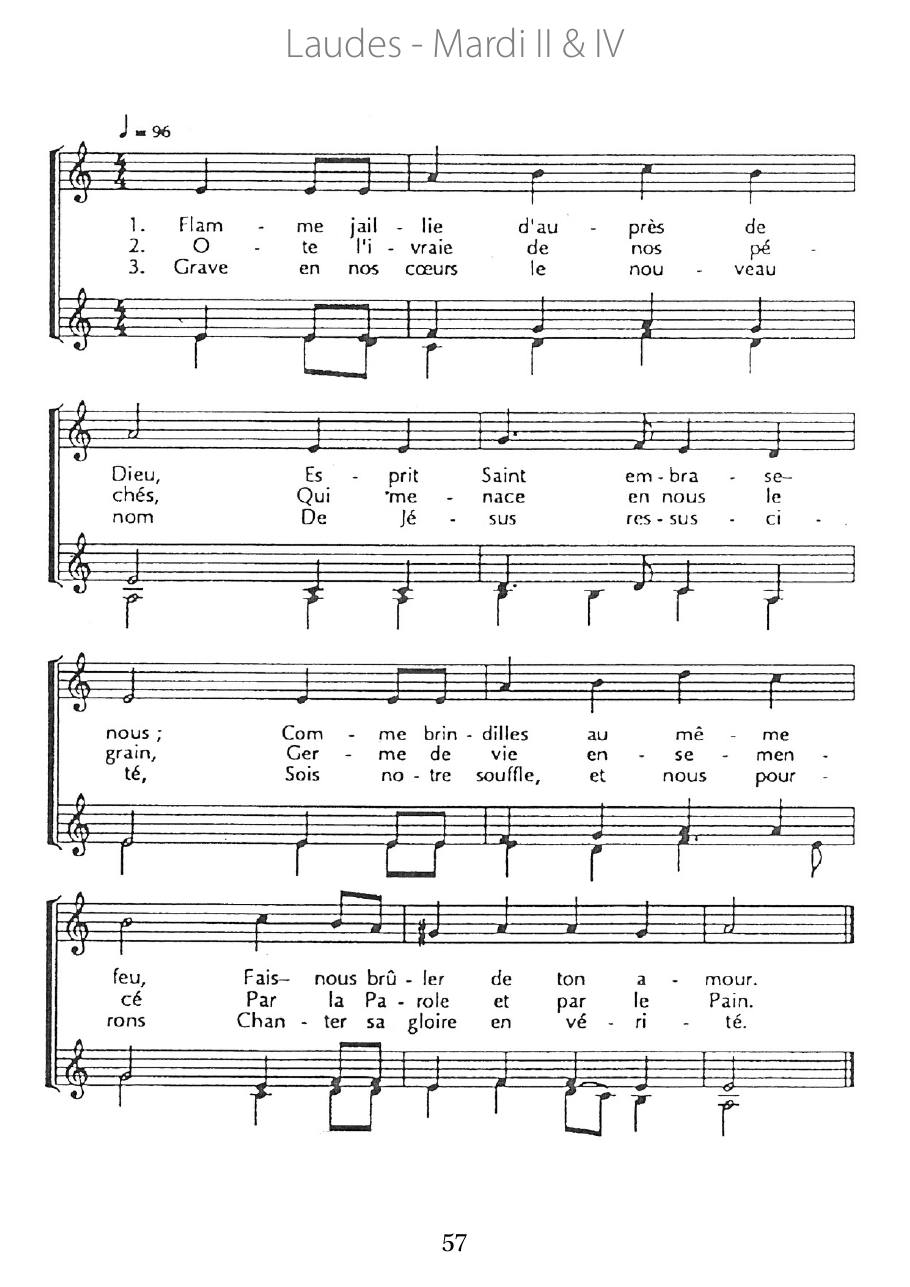 Laudes - Mardi II & IV
♩ = 96
1. Flam - me jail - lie d'au - près de
2. O - te l'i - vraie de nos pé -
3. Grave en nos cœurs le nou - veau
Dieu, Es - prit Saint em - bra - se–
chés, Qui me - nace en nous le
nom De Jé - sus res - sus - ci -
nous ; Com - me brin - dilles au mê - me
grain, Ger - me de vie en - se - men -
té, Sois no - tre souffle, et nous pour -
feu, Fais– nous brû - ler de ton a - mour.
cé Par la Pa - role et par le Pain.
rons Chan - ter sa gloire en vé - ri - té.
57